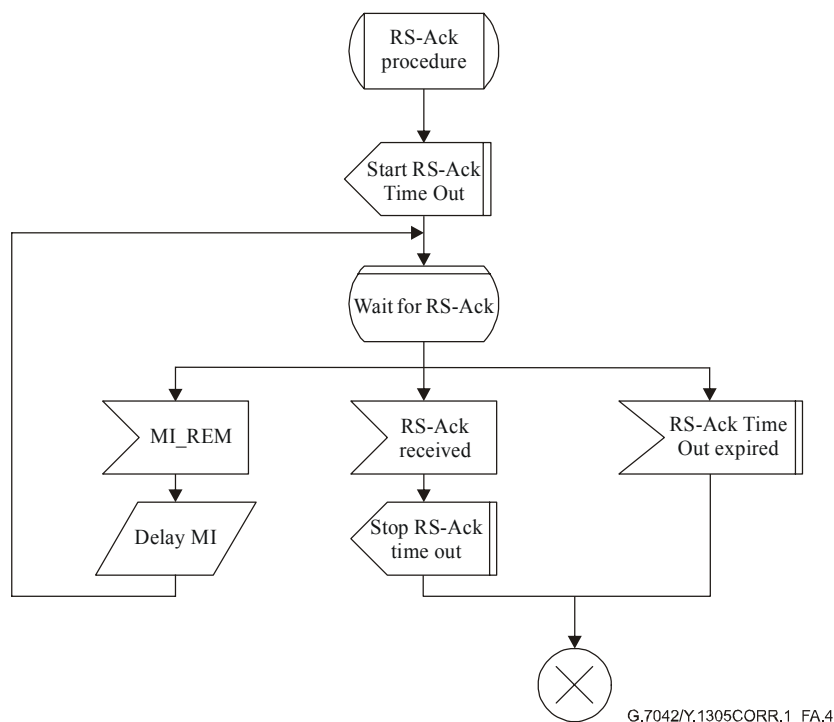 RS-Ack
procedure
Start RS-Ack
Time Out
Wait for RS-Ack
MI_REM
RS-Ack
received
RS-Ack Time
Out expired
Delay MI
Stop RS-Ack
time out
G.7042/Y.1305CORR.1_FA.4